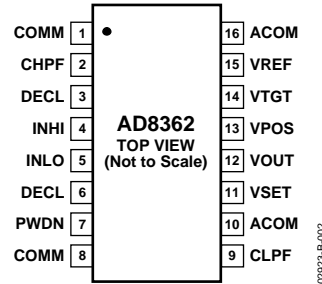 COMM 1 16 ACOM
CHPF 2 15 VREF
DECL 3 14 VTGT
INHI 4 AD8362 13 VPOS
TOP VIEW
INLO 5 (Not to Scale) 12 VOUT
DECL 6 11 VSET
PWDN 7 10 ACOM
COMM 8 9 CLPF
02923-B-002